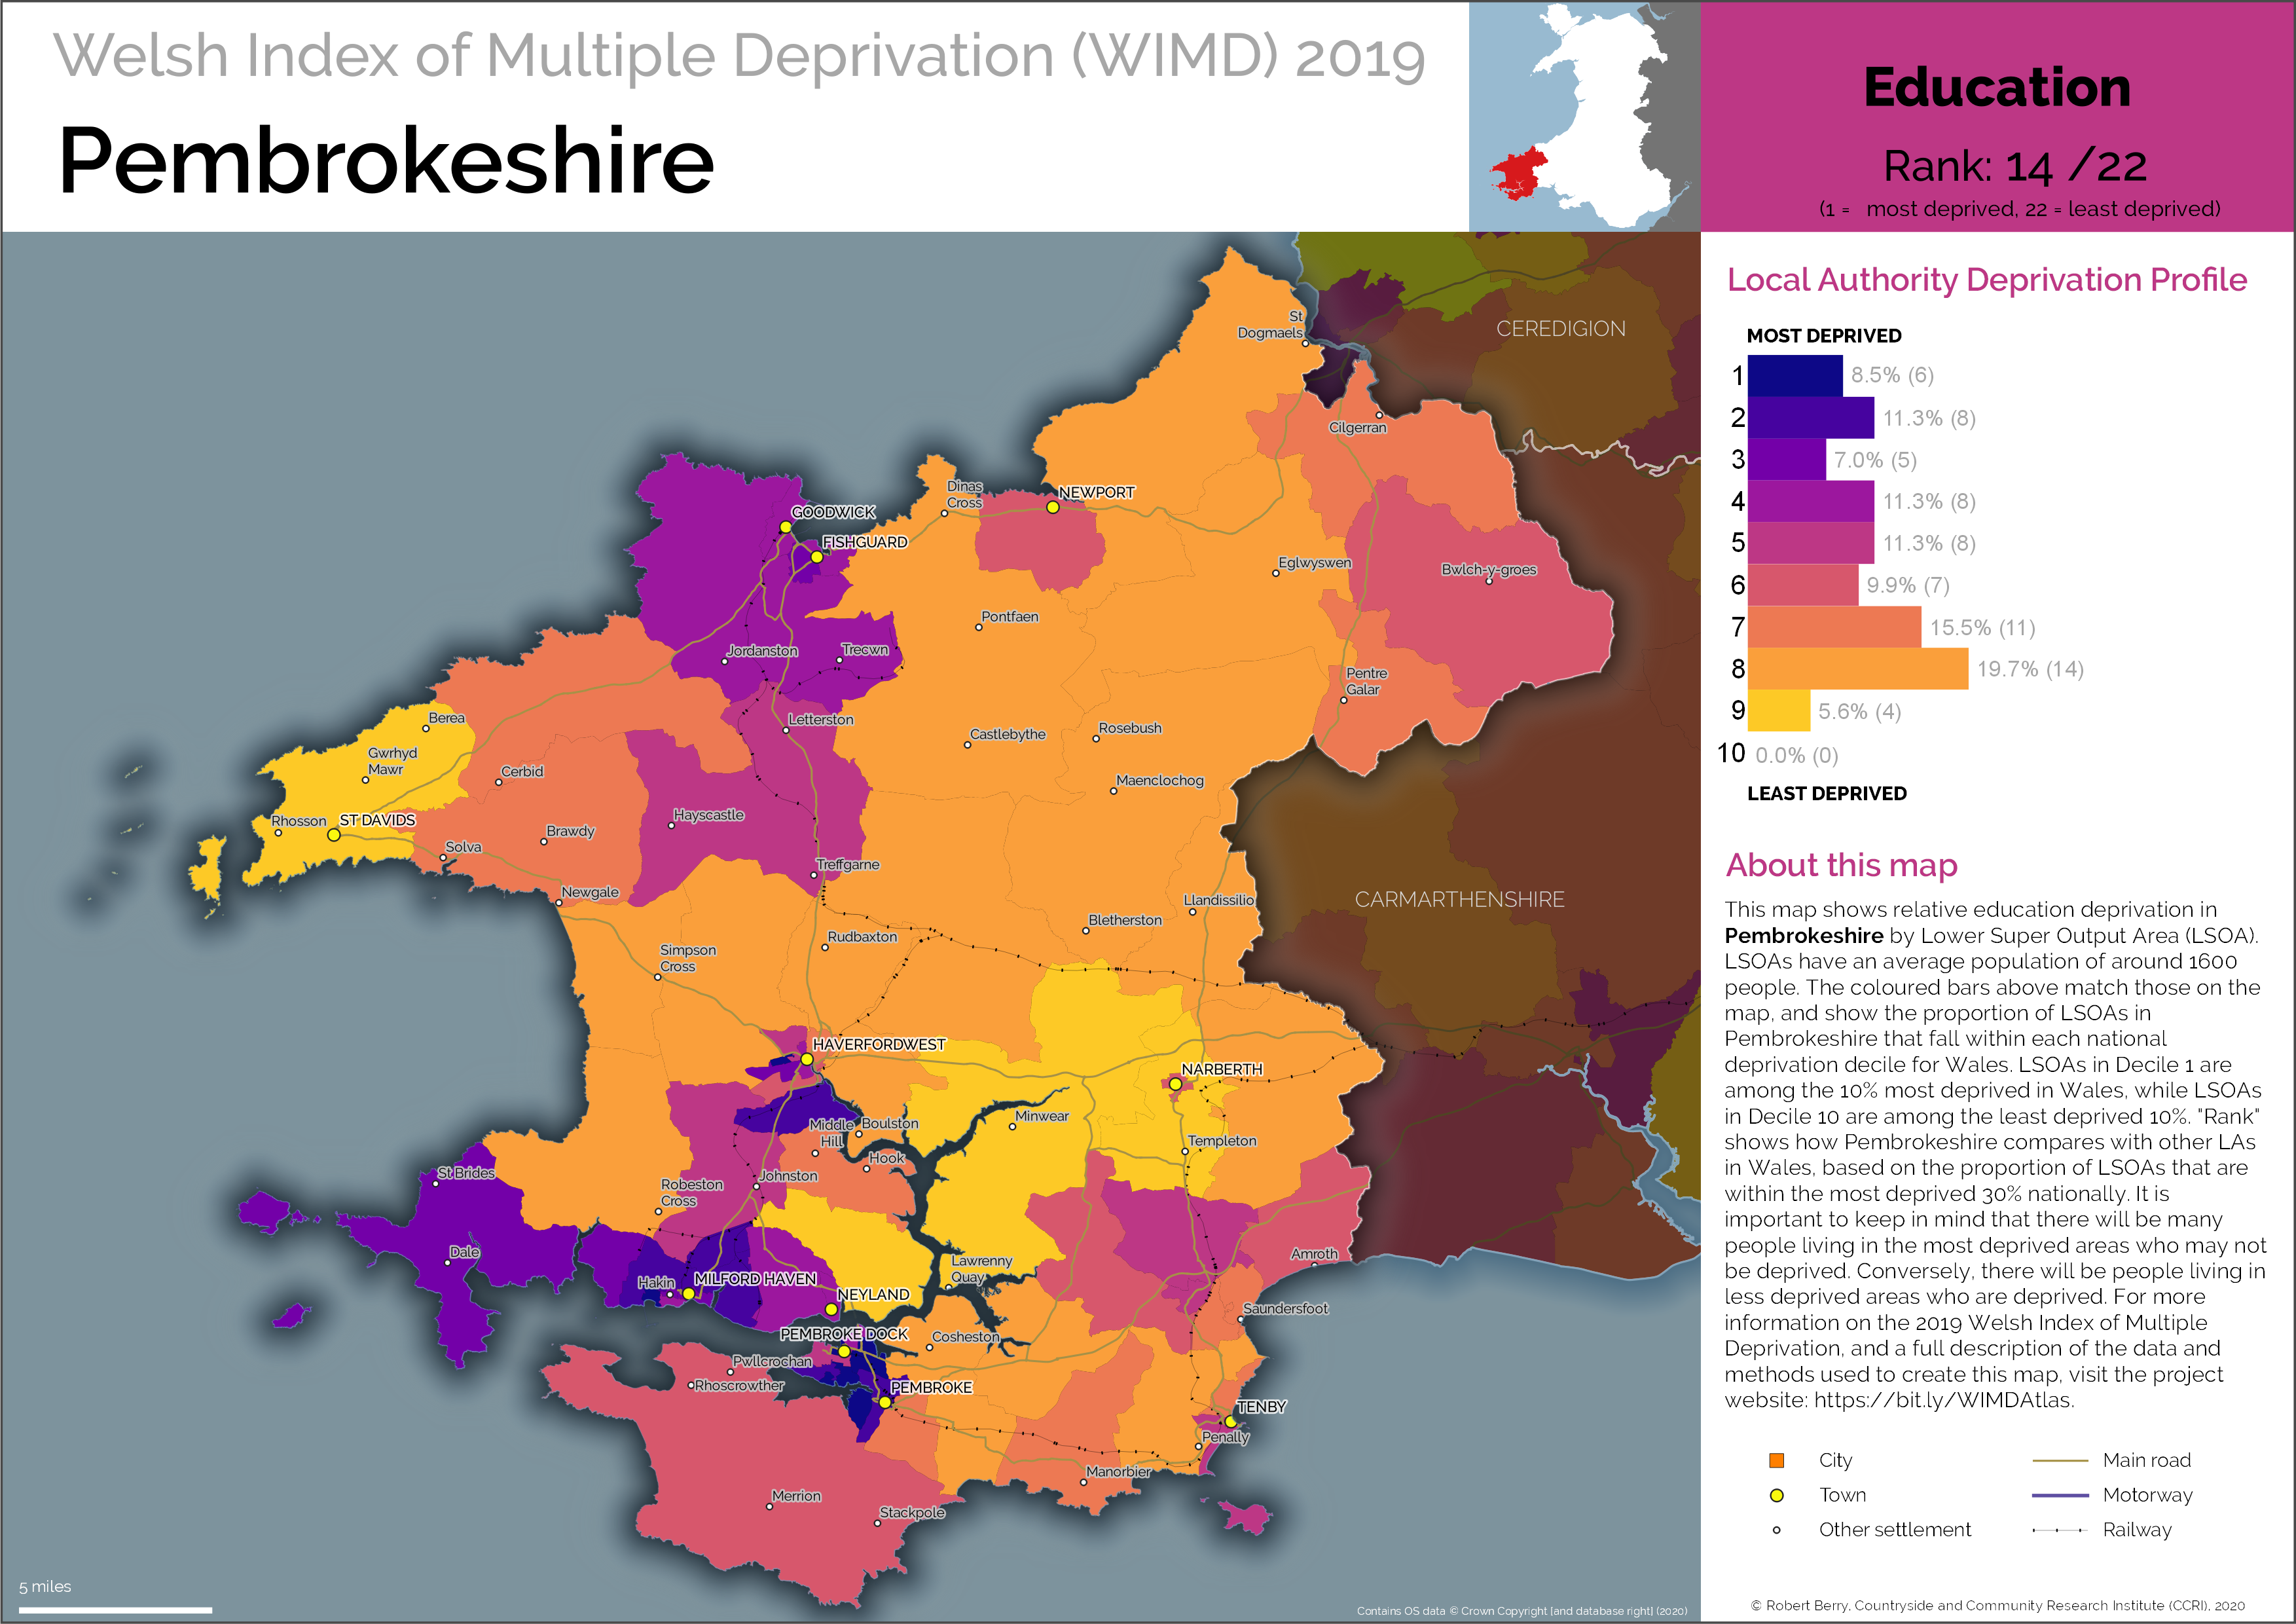 Welsh Index of Multiple Deprivation (WIMD) 2019
Pembrokeshire
Education
Rank: 14 /22
(1 = most deprived, 22 = least deprived)
Local Authority Deprivation Profile
MOST DEPRIVED
1 8.5% (6)
2 11.3% (8)
3 7.0% (5)
4 11.3% (8)
5 11.3% (8)
6 9.9% (7)
7 15.5% (11)
8 19.7% (14)
9 5.6% (4)
10 0.0% (0)
LEAST DEPRIVED
About this map
This map shows relative education deprivation in
Pembrokeshire by Lower Super Output Area (LSOA).
LSOAs have an average population of around 1600
people. The coloured bars above match those on the
map, and show the proportion of LSOAs in
Pembrokeshire that fall within each national
deprivation decile for Wales. LSOAs in Decile 1 are
among the 10% most deprived in Wales, while LSOAs
in Decile 10 are among the least deprived 10%. "Rank"
shows how Pembrokeshire compares with other LAs
in Wales, based on the proportion of LSOAs that are
within the most deprived 30% nationally. It is
important to keep in mind that there will be many
people living in the most deprived areas who may not
be deprived. Conversely, there will be people living in
less deprived areas who are deprived. For more
information on the 2019 Welsh Index of Multiple
Deprivation, and a full description of the data and
methods used to create this map, visit the project
website: https://bit.ly/WIMDAtlas.
City
Main road
Town
Motorway
Other settlement
Railway
© Robert Berry, Countryside and Community Research Institute (CCRI), 2020
CEREDIGION
St
Dogmaels
Cilgerran
Dinas
Cross
NEWPORT
GOODWICK
FISHGUARD
Eglwyswen
Bwlch-y-groes
Pontfaen
Jordanston
Trecwn
Pentre
Galar
Berea
Letterston
Castlebythe
Rosebush
Gwrhyd
Mawr
Cerbid
Maenclochog
Rhosson
ST DAVIDS
Hayscastle
Brawdy
Solva
Treffgarne
Newgale
Llandissilio
CARMARTHENSHIRE
Bletherston
Rudbaxton
Simpson
Cross
HAVERFORDWEST
NARBERTH
Minwear
Middle
Hill
Boulston
Templeton
Hook
St Brides
Johnston
Robeston
Cross
Dale
Amroth
Lawrenny
Quay
Hakin
MILFORD HAVEN
NEYLAND
Saundersfoot
PEMBROKE DOCK
Cosheston
Pwllcrochan
Rhoscrowther
PEMBROKE
TENBY
Penally
Manorbier
Merrion
Stackpole
5 miles
Contains OS data © Crown Copyright [and database right] (2020)